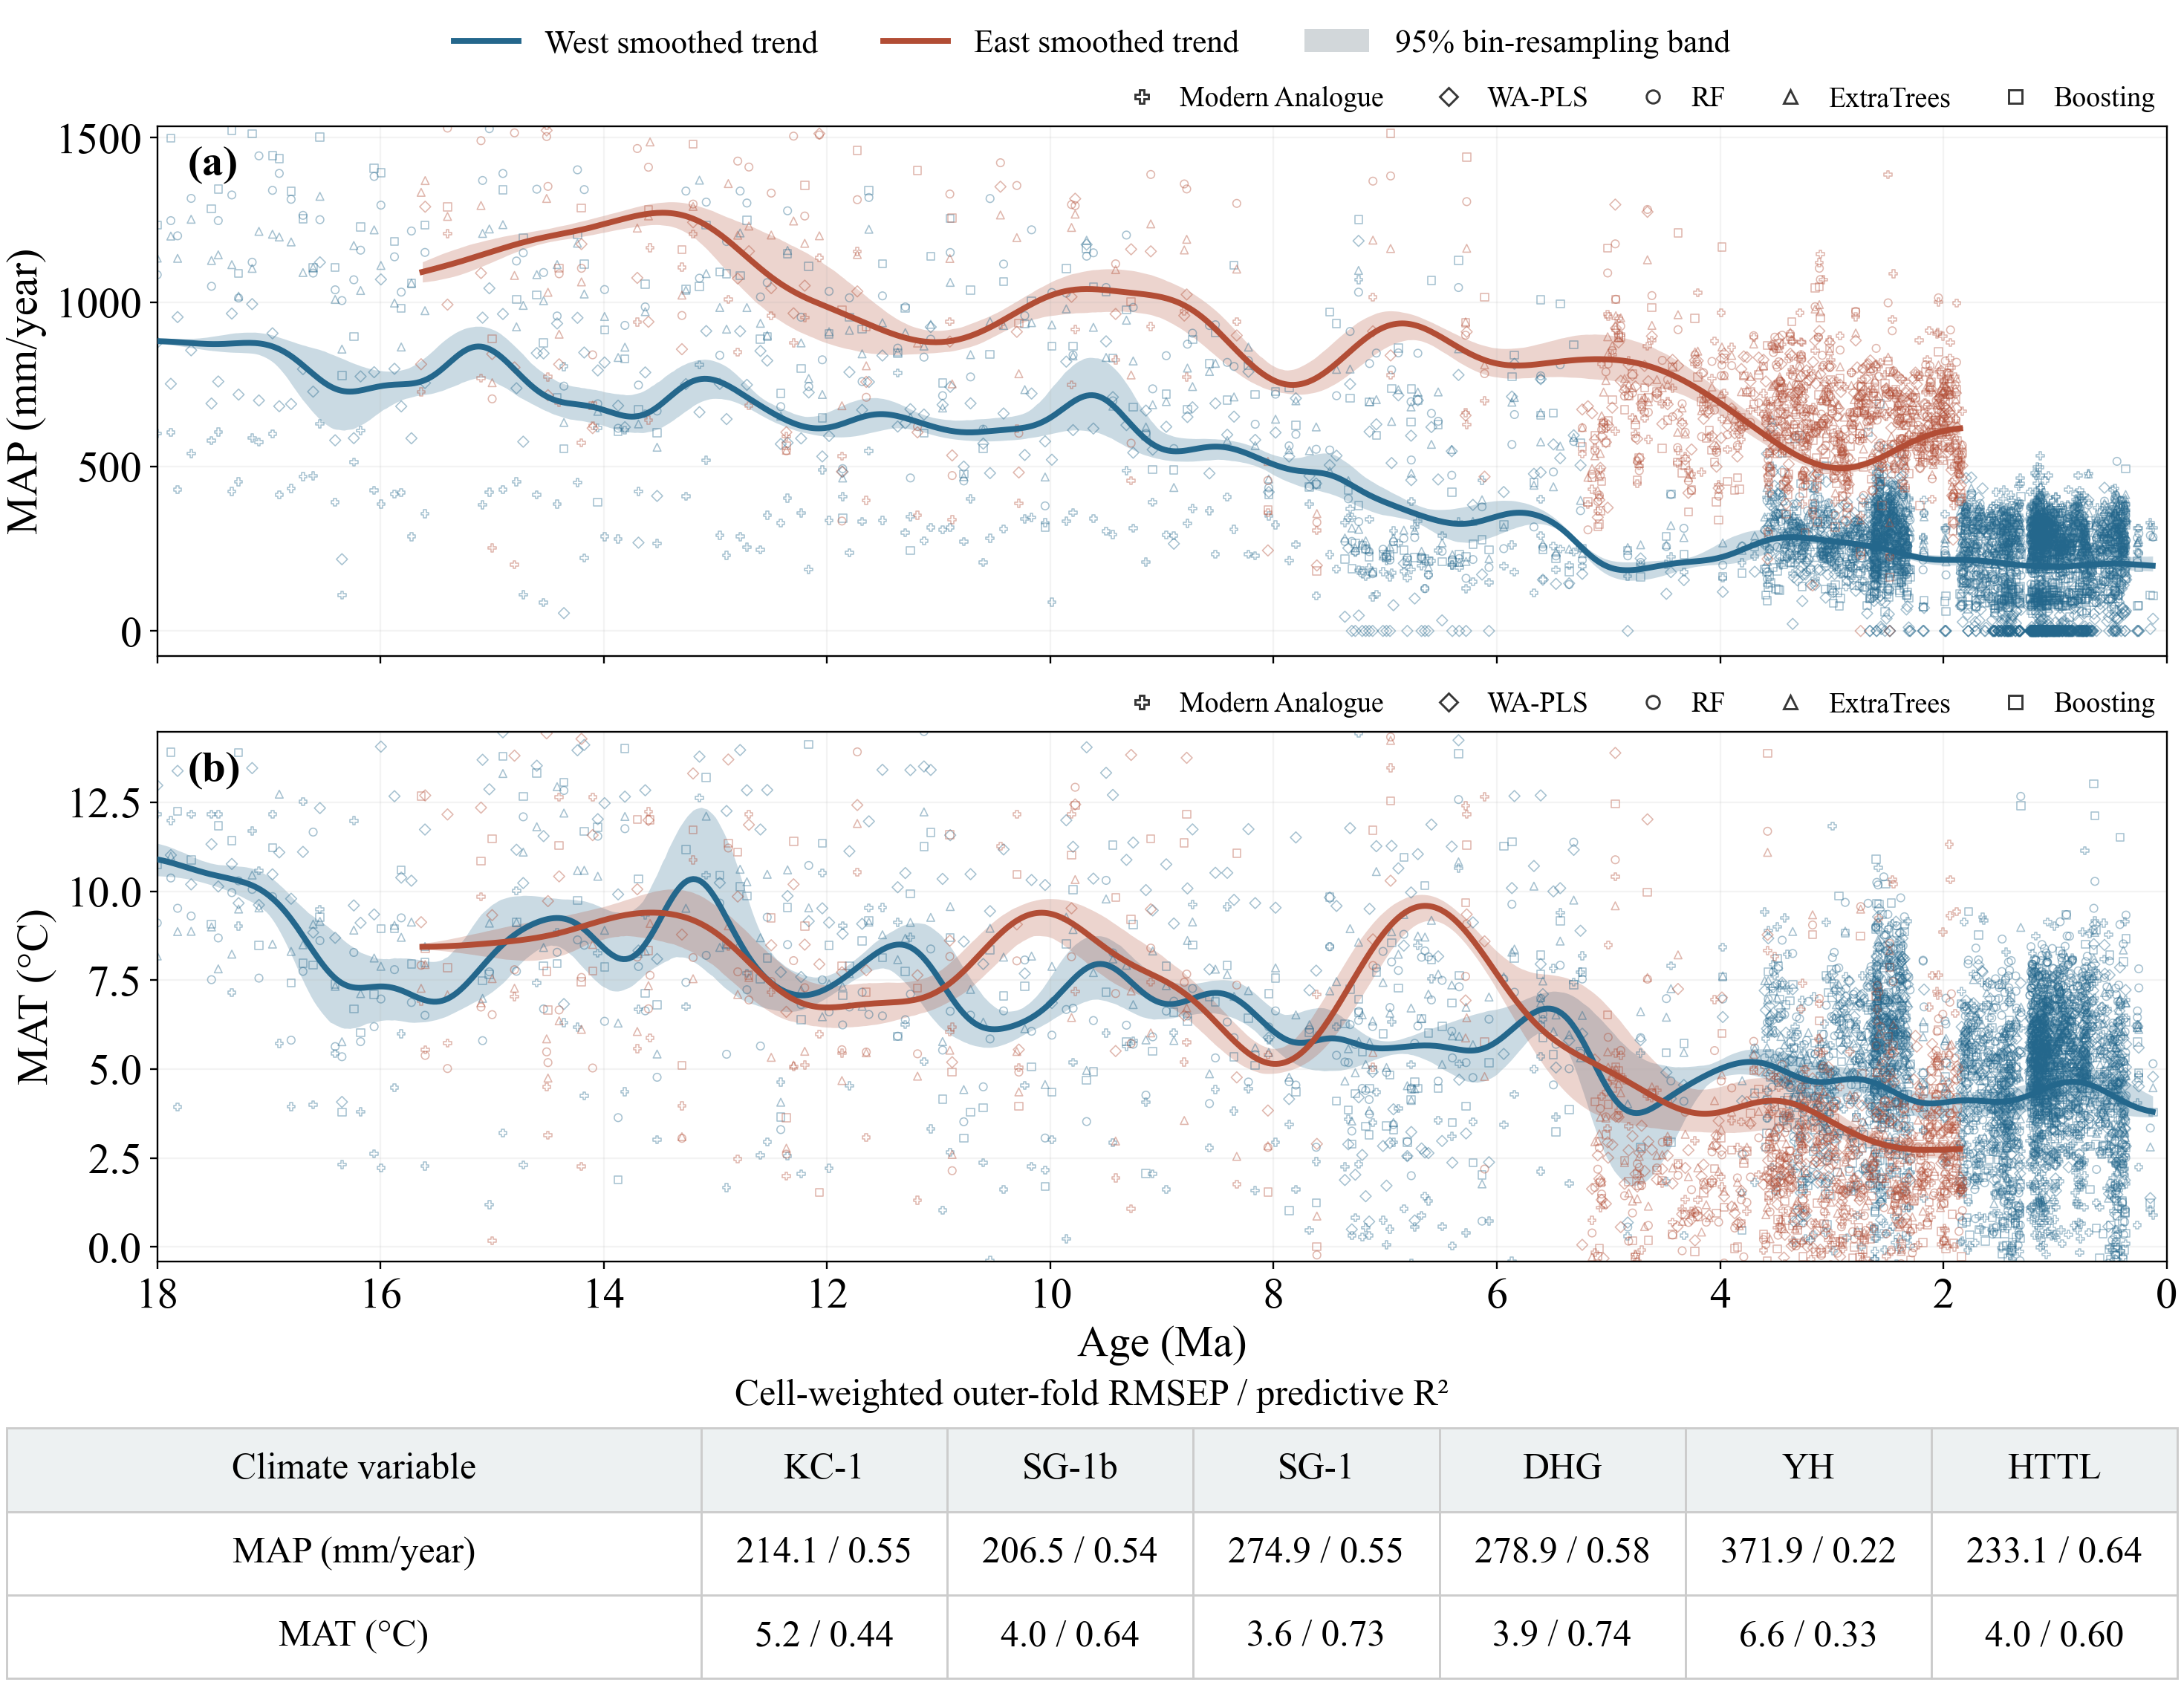 West smoothed trend East smoothed trend 95% bin-resampling band
Modern Analogue WA-PLS RF ExtraTrees Boosting
(a)
1500
1000
500
0
MAP (mm/year)
Modern Analogue WA-PLS RF ExtraTrees Boosting
(b)
12.5
10.0
7.5
5.0
2.5
0.0
MAT (°C)
18 16 14 12 10 8 6 4 2 0
Age (Ma)
Cell-weighted outer-fold RMSEP / predictive R²
Climate variable KC-1 SG-1b SG-1 DHG YH HTTL
MAP (mm/year) 214.1 / 0.55 206.5 / 0.54 274.9 / 0.55 278.9 / 0.58 371.9 / 0.22 233.1 / 0.64
MAT (°C) 5.2 / 0.44 4.0 / 0.64 3.6 / 0.73 3.9 / 0.74 6.6 / 0.33 4.0 / 0.60